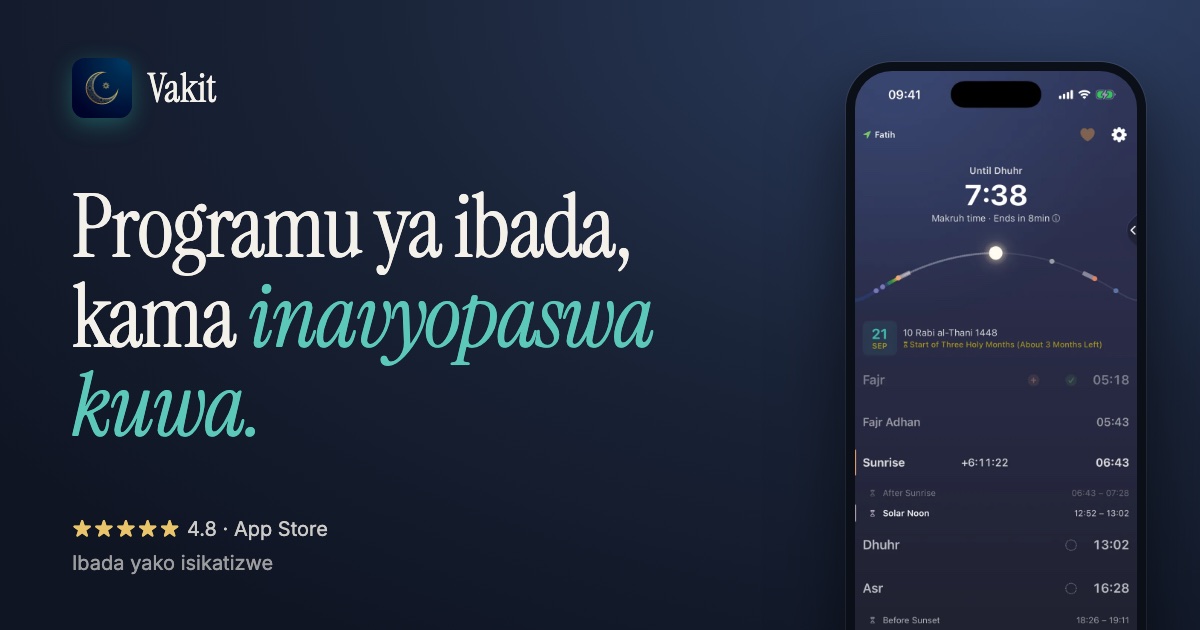 Vakit
Programu ya ibada,
kama inavyopaswa
kuwa.
4.8 · App Store
Ibada yako isikatizwe
09:41
Fatih
Until Dhuhr
7:38
Makruh time · Ends in 8min
21
SEP
10 Rabi al-Thani 1448
Start of Three Holy Months (About 3 Months Left)
Fajr 05:18
Fajr Adhan 05:43
Sunrise +6:11:22 06:43
After Sunrise 06:43 – 07:28
Solar Noon 12:52 – 13:02
Dhuhr 13:02
Asr 16:28
Before Sunset 18:26 – 19:11